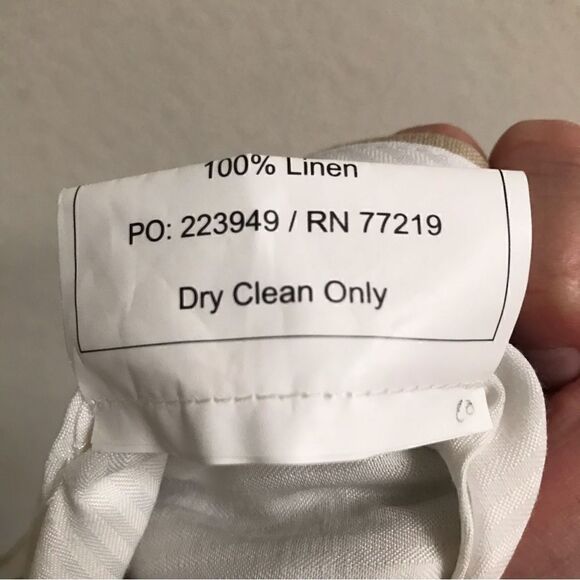 100% Linen
PO: 223949 / RN 77219
Dry Clean Only